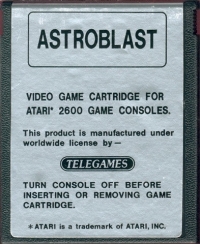 ASTROBLAST
VIDEO GAME CARTRIDGE FOR
ATARI* 2600 GAME CONSOLES.
This product is manufactured under
worldwide license by —
TELEGAMES
TURN CONSOLE OFF BEFORE
INSERTING OR REMOVING GAME
CARTRIDGE.
*ATARI is a trademark of ATARI, INC.